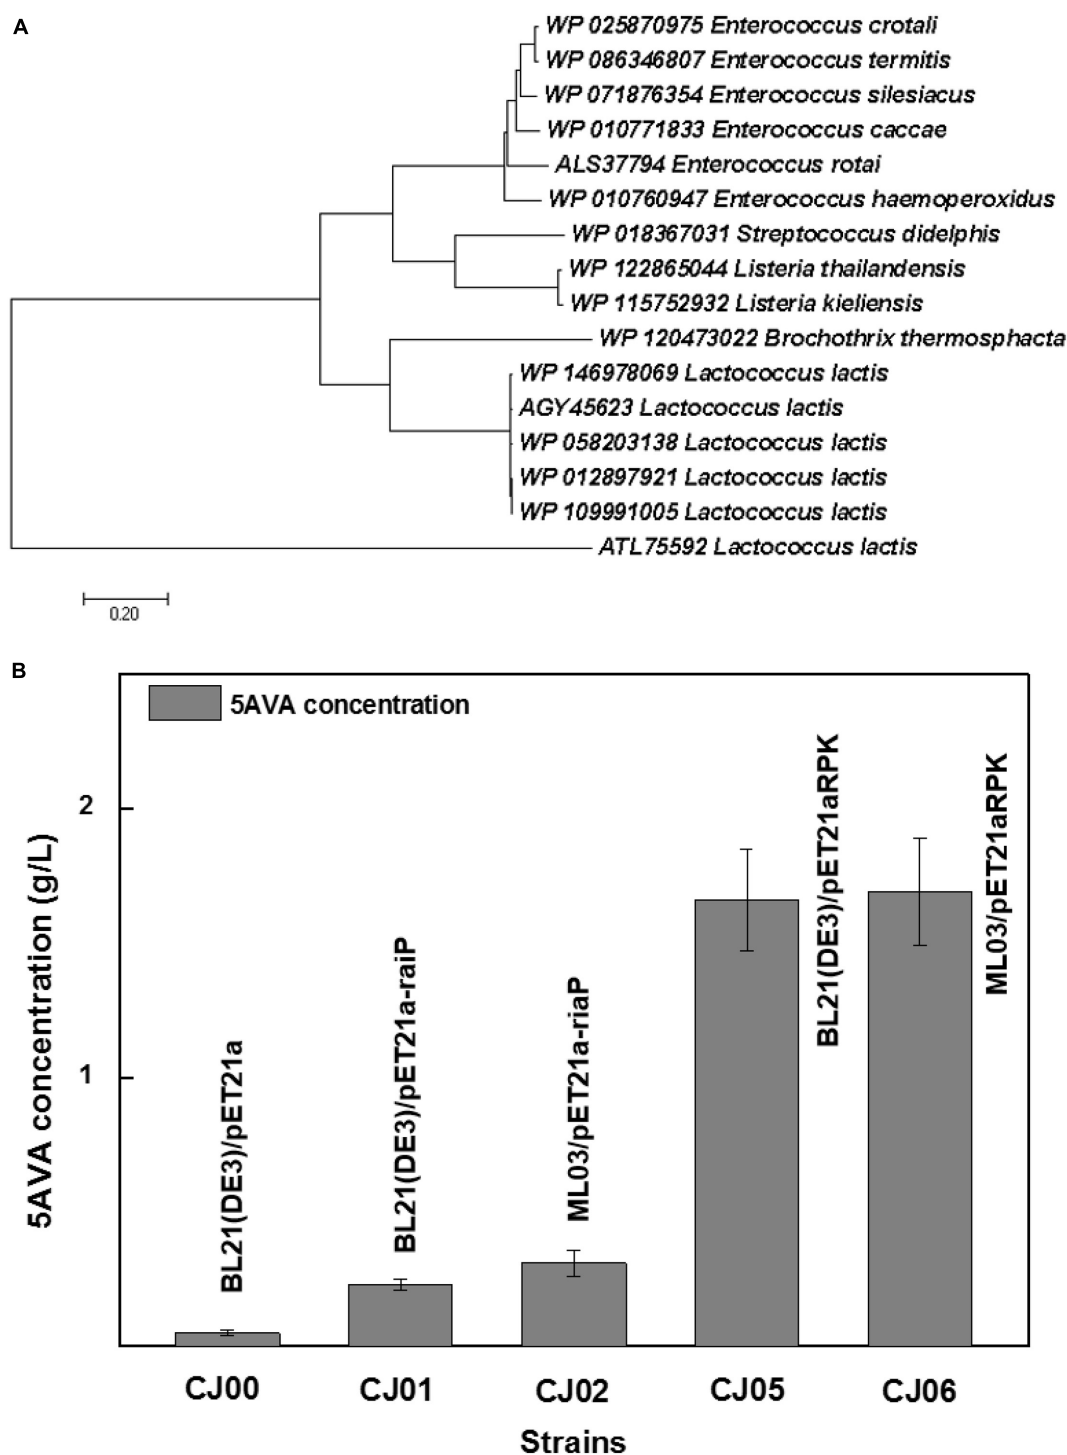 A
WP 025870975 Enterococcus crotali
WP 086346807 Enterococcus termitis
WP 071876354 Enterococcus silesiacus
WP 010771833 Enterococcus caccae
ALS37794 Enterococcus rotai
WP 010760947 Enterococcus haemoperoxidus
WP 018367031 Streptococcus didelphis
WP 122865044 Listeria thailandensis
WP 115752932 Listeria kieliensis
WP 120473022 Brochothrix thermosphacta
WP 146978069 Lactococcus lactis
AGY45623 Lactococcus lactis
WP 058203138 Lactococcus lactis
WP 012897921 Lactococcus lactis
WP 109991005 Lactococcus lactis
ATL75592 Lactococcus lactis
0.20
B
5AVA concentration
5AVA concentration (g/L)
2
1
BL21(DE3)/pET21a
BL21(DE3)/pET21a-raiP
ML03/pET21a-riaP
BL21(DE3)/pET21aRPK
ML03/pET21aRPK
CJ00 CJ01 CJ02 CJ05 CJ06
Strains